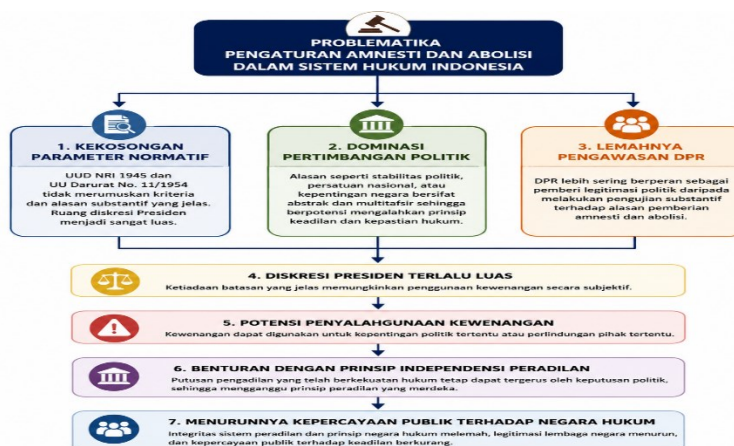 PROBLEMATIKA
PENGATURAN AMNESTI DAN ABOLISI
DALAM SISTEM HUKUM INDONESIA
1. KEKOSONGAN
PARAMETER NORMATIF
UUD NRI 1945 dan
UU Darurat No. 11/1954
tidak merumuskan kriteria
dan alasan substantif yang jelas.
Ruang diskresi Presiden
menjadi sangat luas.
2. DOMINASI
PERTIMBANGAN POLITIK
Alasan seperti stabilitas politik,
persatuan nasional, atau
kepentingan negara bersifat
abstrak dan multitafsir sehingga
berpotensi mengalahkan prinsip
keadilan dan kepastian hukum.
3. LEMAHNYA
PENGAWASAN DPR
DPR lebih sering berperan sebagai
pemberi legitimasi politik daripada
melakukan pengujian substantif
terhadap alasan pemberian
amnesti dan abolisi.
4. DISKRESI PRESIDEN TERLALU LUAS
Ketiadaan batasan yang jelas memungkinkan penggunaan kewenangan secara subjektif.
5. POTENSI PENYALAHGUNAAN KEWENANGAN
Kewenangan dapat digunakan untuk kepentingan politik tertentu atau perlindungan pihak tertentu.
6. BENTURAN DENGAN PRINSIP INDEPENDENSI PERADILAN
Putusan pengadilan yang telah berkekuatan hukum tetap dapat tergerus oleh keputusan politik,
sehingga mengganggu prinsip peradilan yang merdeka.
7. MENURUNNYA KEPERCAYAAN PUBLIK TERHADAP NEGARA HUKUM
Integritas sistem peradilan dan prinsip negara hukum melemah, legitimasi lembaga negara menurun,
dan kepercayaan publik terhadap keadilan berkurang.